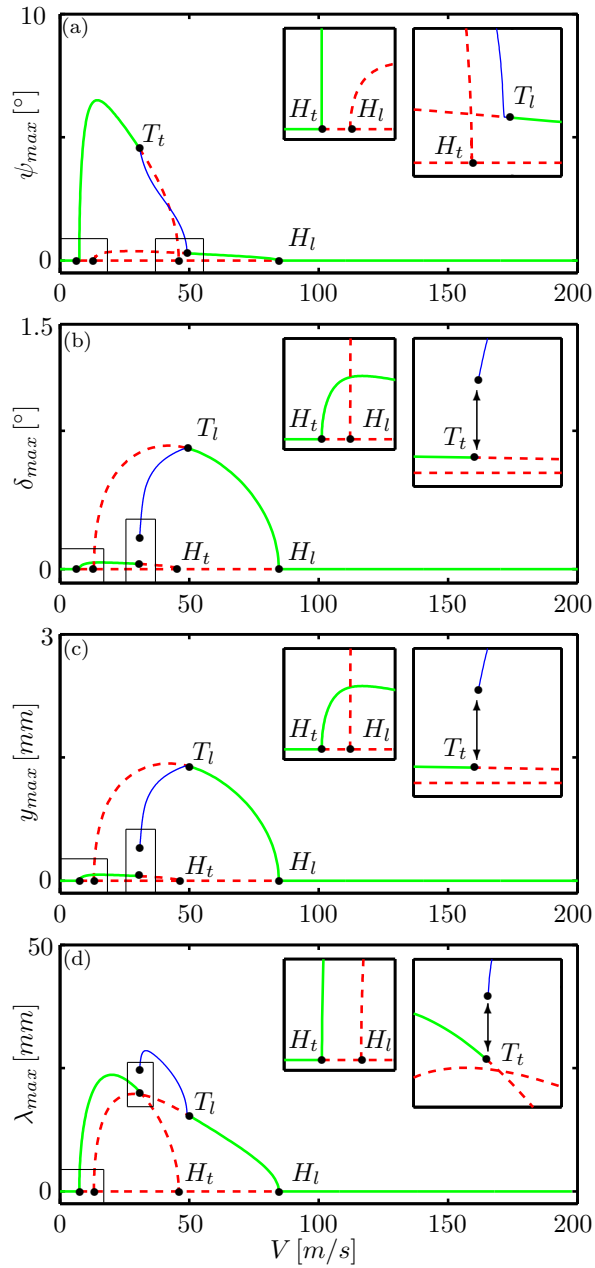 (a)
10
ψmax [°]
0
Tt
Ht
Hl
Tl
Ht
Hl
0 50 100 150 200
(b)
1.5
δmax [°]
0
Tl
Ht
Hl
Ht
Hl
Tt
0 50 100 150 200
(c)
3
ymax [mm]
0
Tl
Ht
Hl
Ht
Hl
Tt
0 50 100 150 200
(d)
50
λmax [mm]
0
Tl
Ht
Hl
Ht
Hl
Tt
0 50 100 150 200
V [m/s]